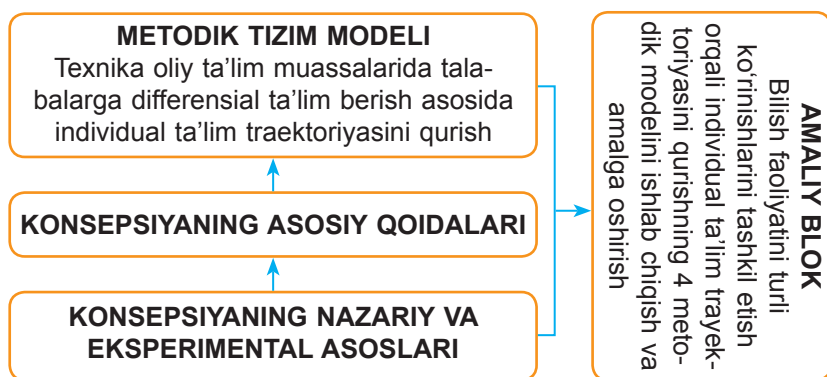 METODIK TIZIM MODELI
Texnika oliy ta’lim muassalarida tala-
balarga differensial ta’lim berish asosida
individual ta’lim traektoriyasini qurish
KONSEPSIYANING ASOSIY QOIDALARI
KONSEPSIYANING NAZARIY VA
EKSPERIMENTAL ASOSLARI
AMALIY BLOK
Bilish faoliyatini turli
ko‘rinishlarini tashkil etish
orqali individual ta’lim trayek-
toriyasini qurishning 4 meto-
dik modelini ishlab chiqish va
amalga oshirish